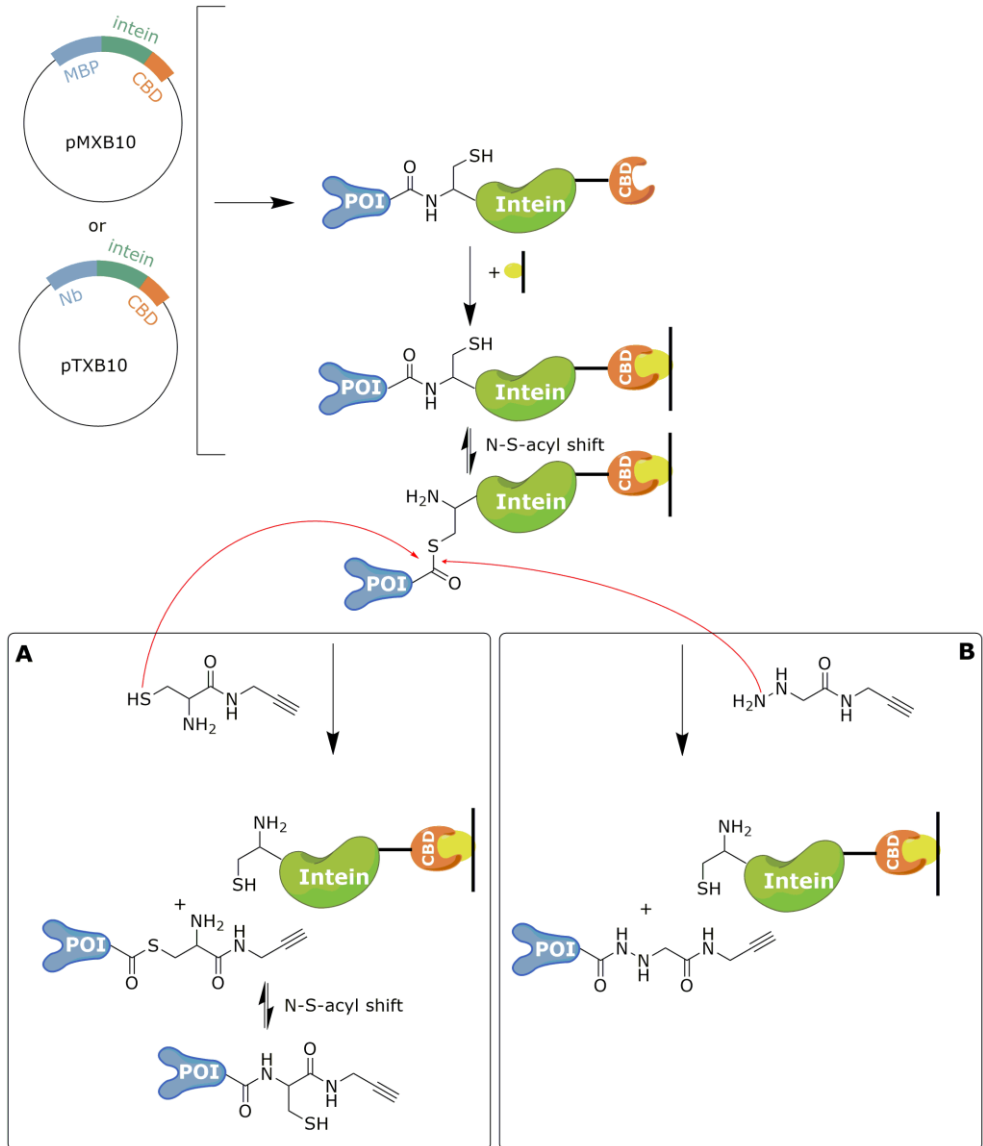 intein
MBP
CBD
pMXB10
or
intein
Nb
CBD
pTXB10
O
SH
POI
N
H
Intein
CBD
+
O
SH
POI
N
H
Intein
CBD
N-S-acyl shift
H2N
Intein
CBD
S
POI
O
A
HS
O
N
H
NH2
NH2
SH
Intein
CBD
+
NH2
POI
S
H
N
O
O
N-S-acyl shift
POI
H
N
O
O
N
H
SH
B
H2N
H
N
O
N
H
NH2
SH
Intein
CBD
+
POI
H
N
N
H
H
N
O
O